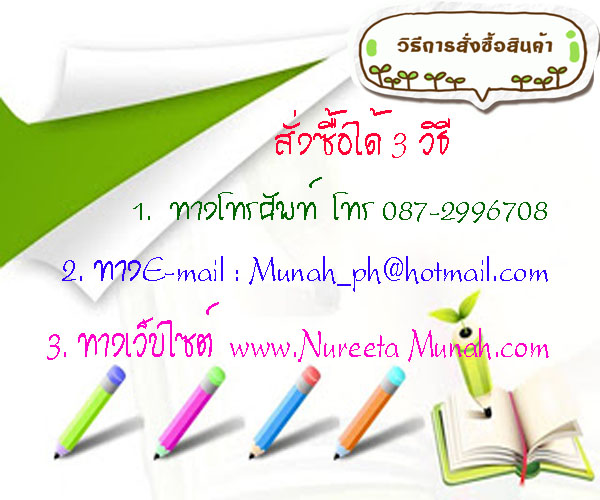 วิธีการสั่งซื้อสินค้า
สั่งซื้อได้ 3 วิธี
1. ทางโทรศัพท์ โทร 087-2996708
2. ทางE-mail : Munah_ph@hotmail.com
3. ทางเว็บไซต์ www.Nureeta Munah.com